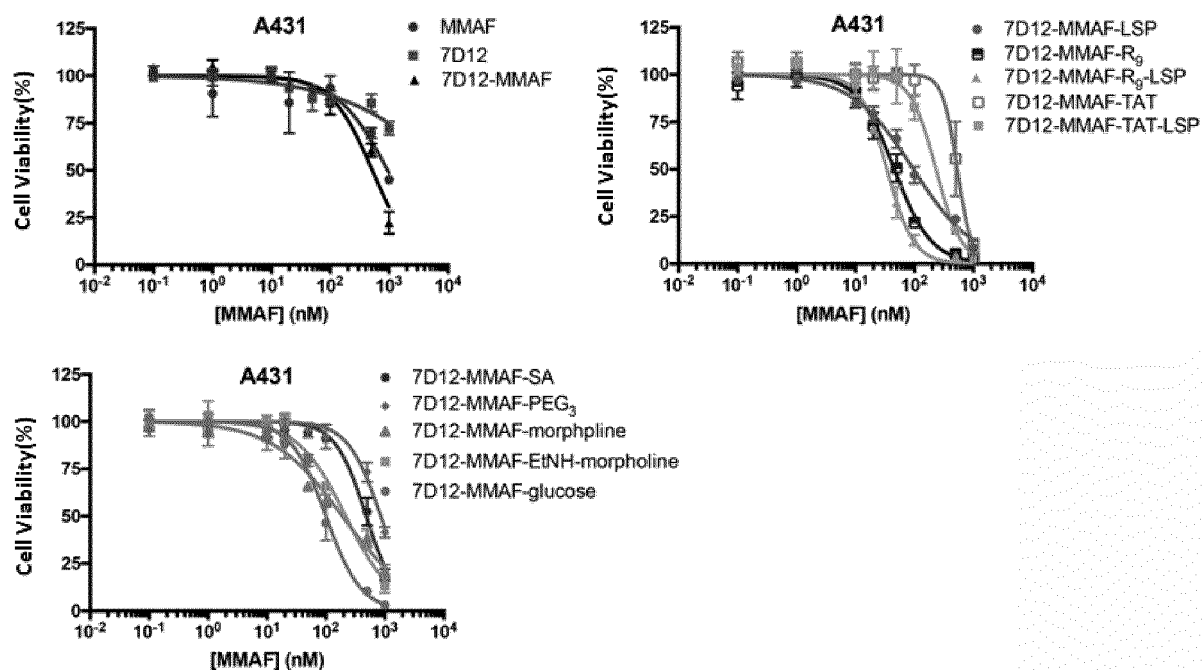 A431
MMAF
7D12
7D12-MMAF
125
100
75
50
25
0
Cell Viability(%)
10⁻² 10⁻¹ 10⁰ 10¹ 10² 10³ 10⁴
[MMAF] (nM)
A431
7D12-MMAF-LSP
7D12-MMAF-R₉
7D12-MMAF-R₉-LSP
7D12-MMAF-TAT
7D12-MMAF-TAT-LSP
125
100
75
50
25
0
Cell Viability(%)
10⁻² 10⁻¹ 10⁰ 10¹ 10² 10³ 10⁴
[MMAF] (nM)
A431
7D12-MMAF-SA
7D12-MMAF-PEG₃
7D12-MMAF-morphpline
7D12-MMAF-EtNH-morpholine
7D12-MMAF-glucose
125
100
75
50
25
0
Cell Viability(%)
10⁻² 10⁻¹ 10⁰ 10¹ 10² 10³ 10⁴
[MMAF] (nM)